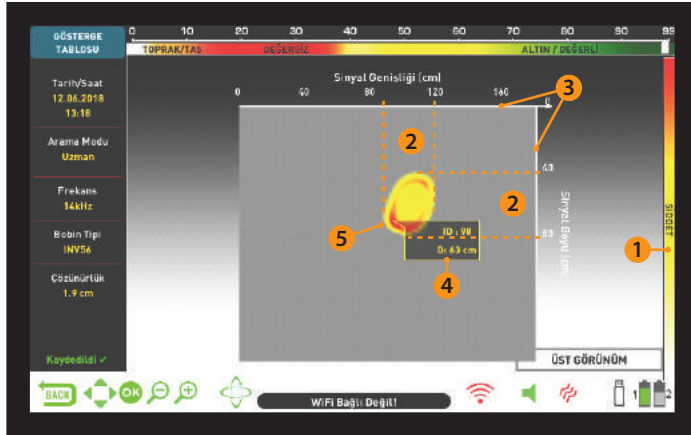 GÖSTERGE
TABLOSU
0 10 20 30 40 50 60 70 80 90 99
TOPRAK/TAŞ DEĞERSİZ ALTIN / DEĞERLİ
Tarih/Saat
12.06.2018
13:18
Arama Modu
Uzman
Frekans
14kHz
Bobin Tipi
INV56
Çözünürlük
1.9 cm
Kaydedildi ✓
Sinyal Genişliği (cm)
0 40 80 120 160
0
40
80
Sinyal Boyu (cm)
ŞİDDET
3
2
2
5
1
ID : 98
D: 63 cm
4
ÜST GÖRÜNÜM
BACK
OK
WiFi Bağlı Değil!
1
2